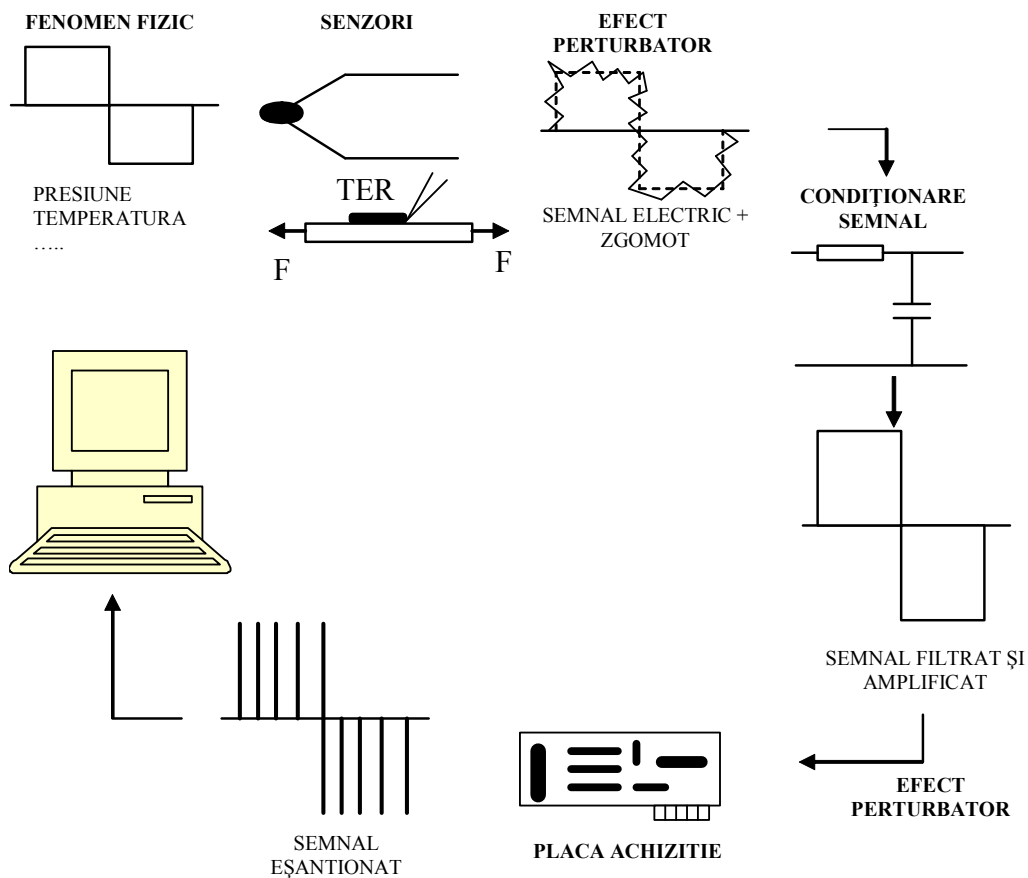 FENOMEN FIZIC
SENZORI
EFECT
PERTURBATOR
PRESIUNE
TEMPERATURA
…..
TER
F
F
SEMNAL ELECTRIC +
ZGOMOT
CONDIŢIONARE
SEMNAL
SEMNAL FILTRAT ŞI
AMPLIFICAT
EFECT
PERTURBATOR
PLACA ACHIZITIE
SEMNAL
EŞANTIONAT